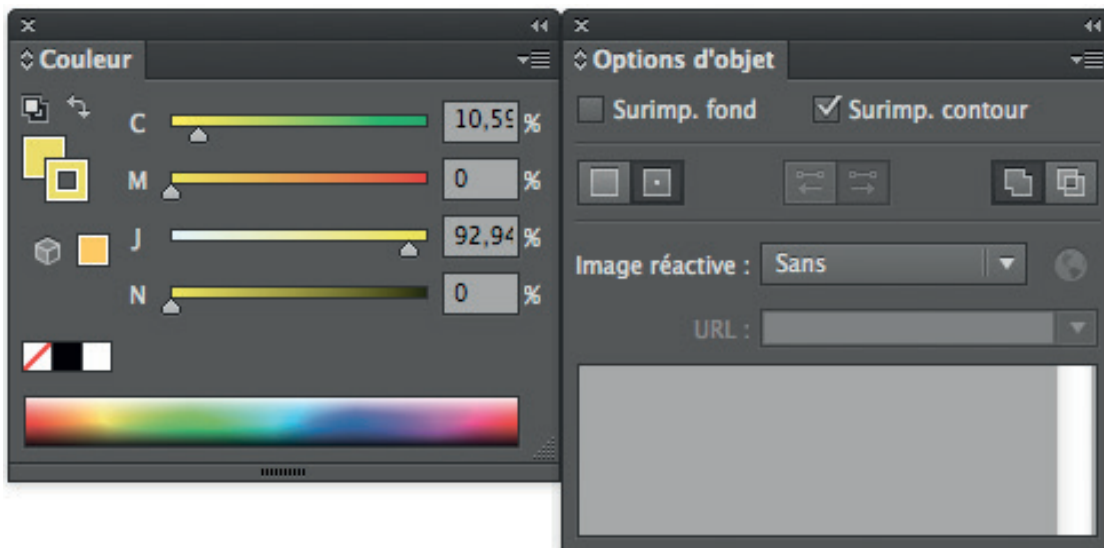 Couleur
C 10,59 %
M 0 %
J 92,94 %
N 0 %
Options d'objet
Surimp. fond Surimp. contour
Image réactive : Sans
URL :